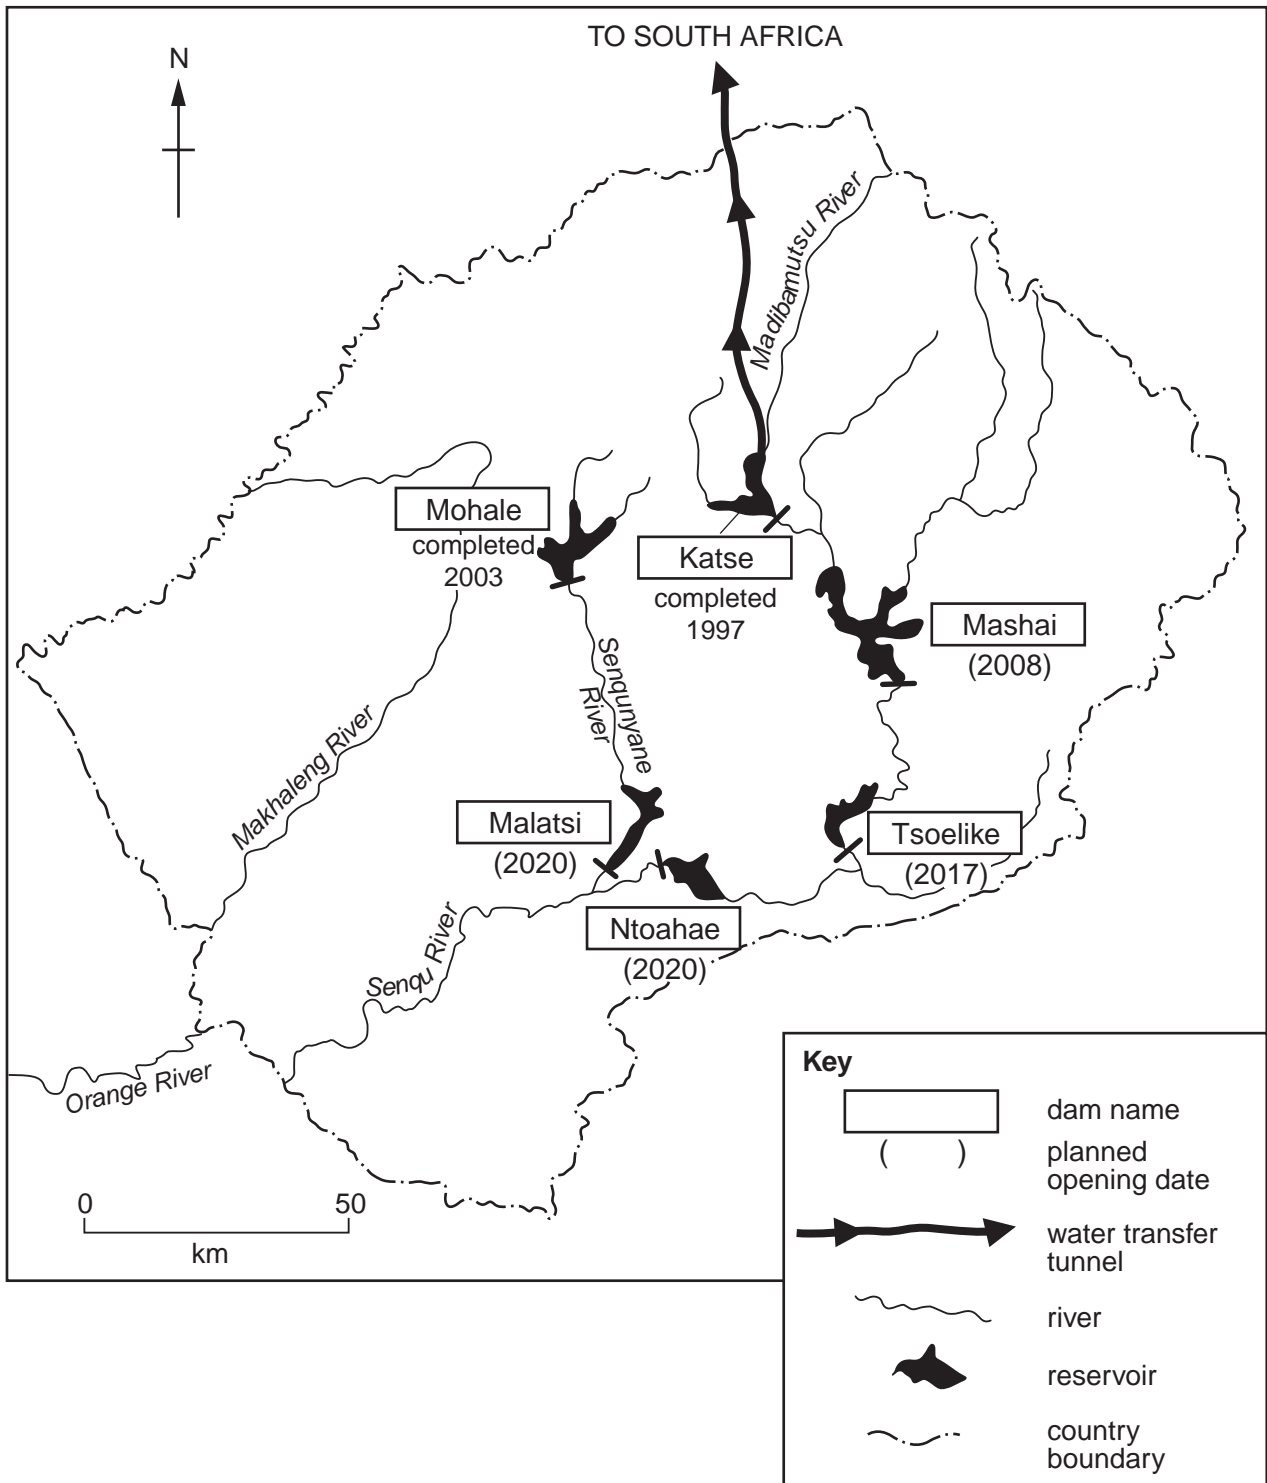 TO SOUTH AFRICA
N
Madibamutsu River
Mohale
completed
2003
Katse
completed
1997
Mashai
(2008)
Senqunyane
River
Makhaleng River
Malatsi
(2020)
Tsoelike
(2017)
Ntoahae
(2020)
Senqu River
Orange River
0 50
km
Key
dam name
( ) planned
opening date
water transfer
tunnel
river
reservoir
country
boundary